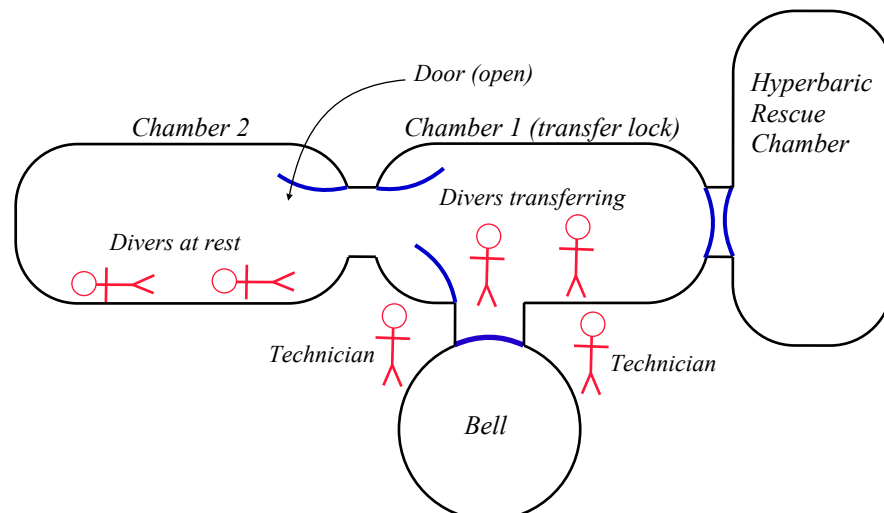 Door (open)
Hyperbaric
Rescue
Chamber
Chamber 2
Chamber 1 (transfer lock)
Divers transferring
Divers at rest
Technician
Technician
Bell